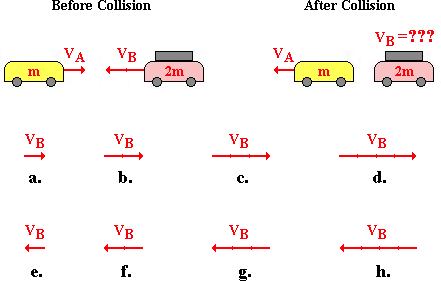 Before Collision After Collision
VA VB VA VB =???
m 2m m 2m
VB VB VB VB
a. b. c. d.
VB VB VB VB
e. f. g. h.